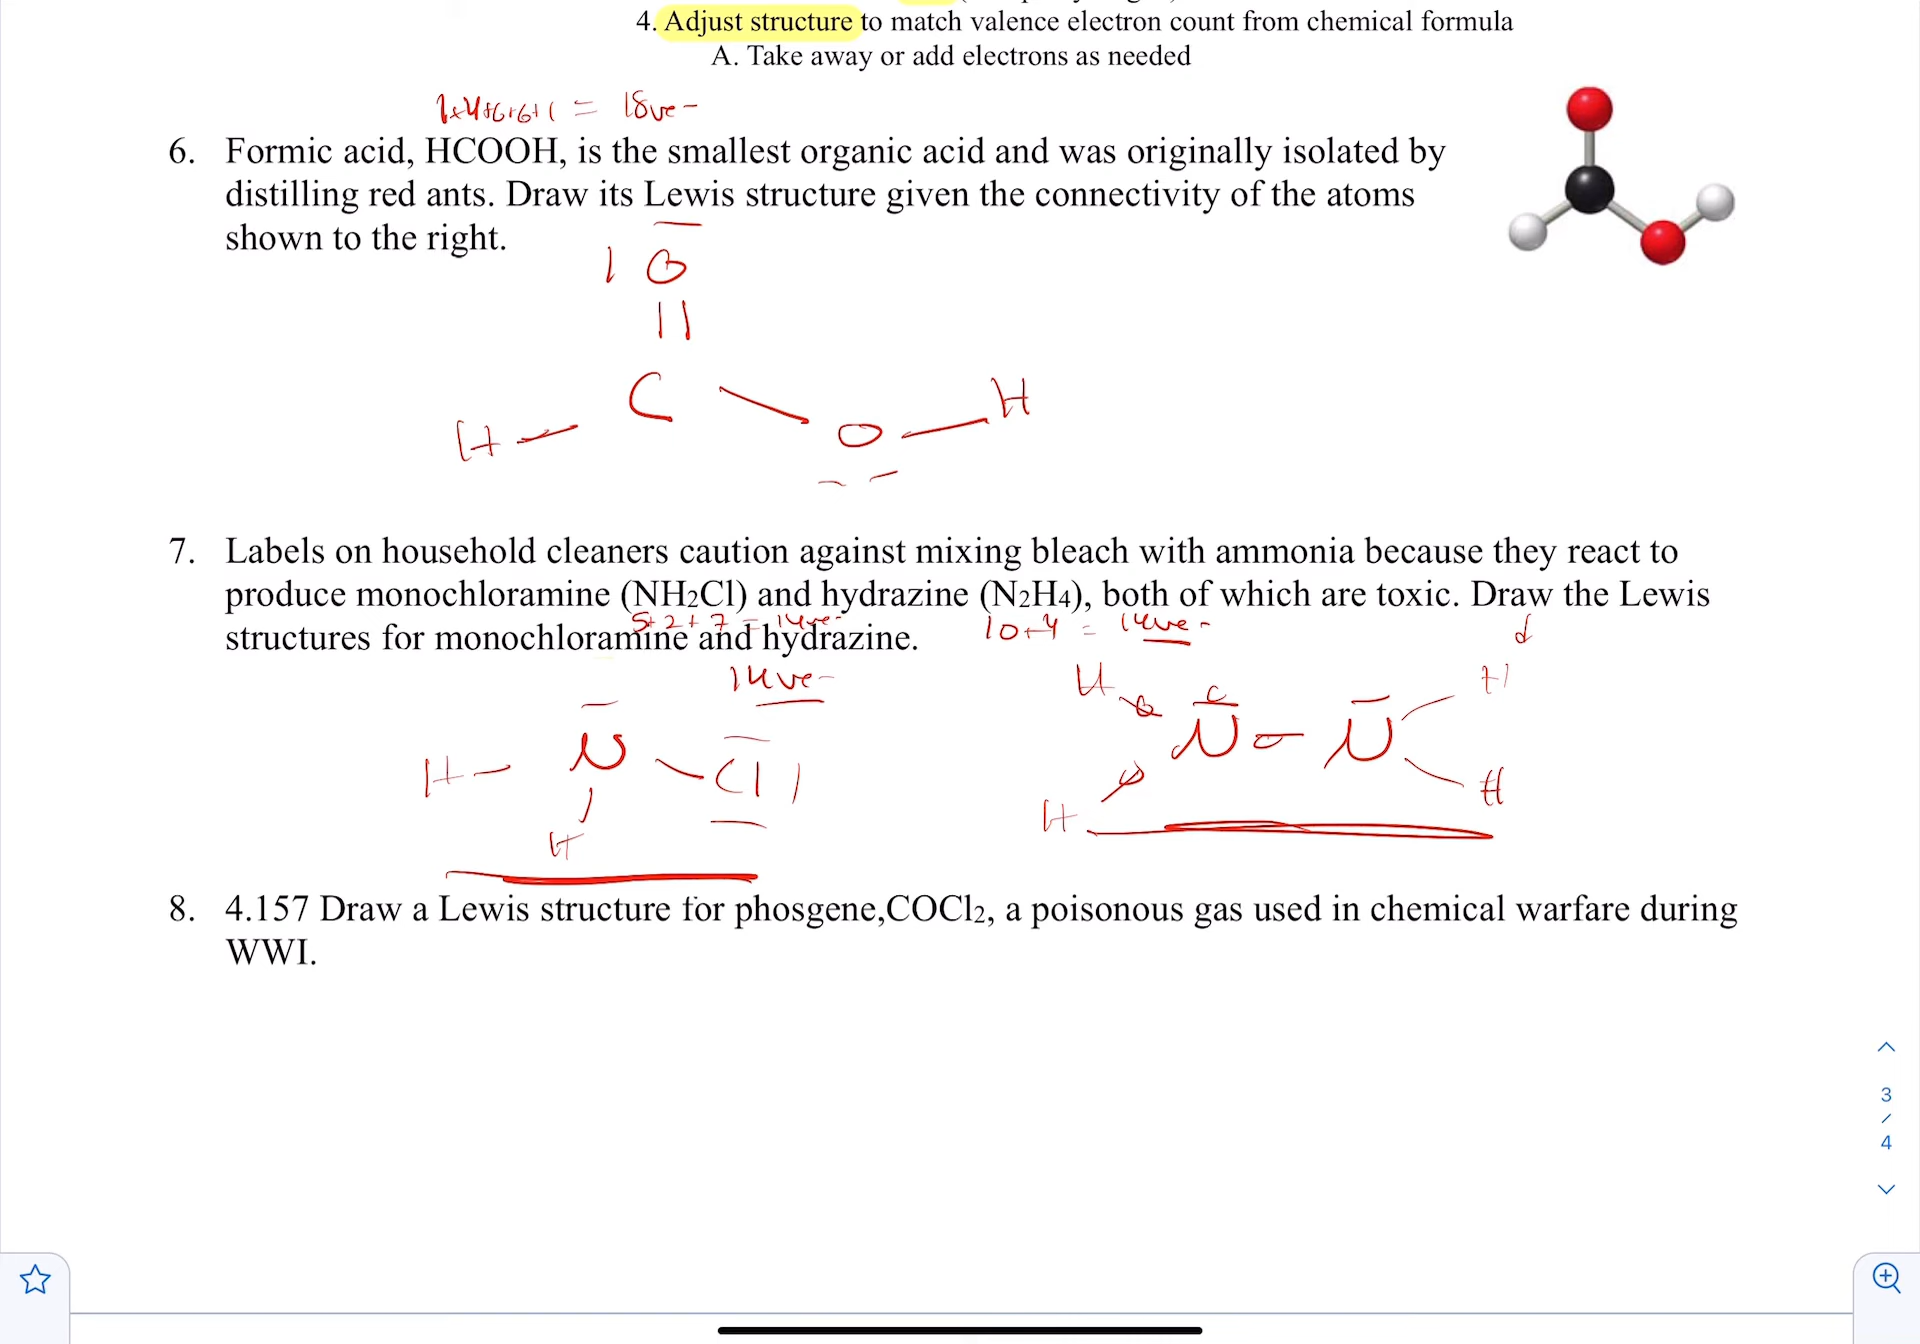 4. Adjust structure to match valence electron count from chemical formula
A. Take away or add electrons as needed
1+4+6+6+1 = 18ve-
6. Formic acid, HCOOH, is the smallest organic acid and was originally isolated by
distilling red ants. Draw its Lewis structure given the connectivity of the atoms
shown to the right.
O
C
H
O
H
7. Labels on household cleaners caution against mixing bleach with ammonia because they react to
produce monochloramine (NH2Cl) and hydrazine (N2H4), both of which are toxic. Draw the Lewis
5+2+7 = 14ve-
10+4 = 14ve-
structures for monochloramine and hydrazine.
14ve-
H N Cl
H
H N N H
H H
8. 4.157 Draw a Lewis structure for phosgene,COCl2, a poisonous gas used in chemical warfare during
WWI.
3
/
4